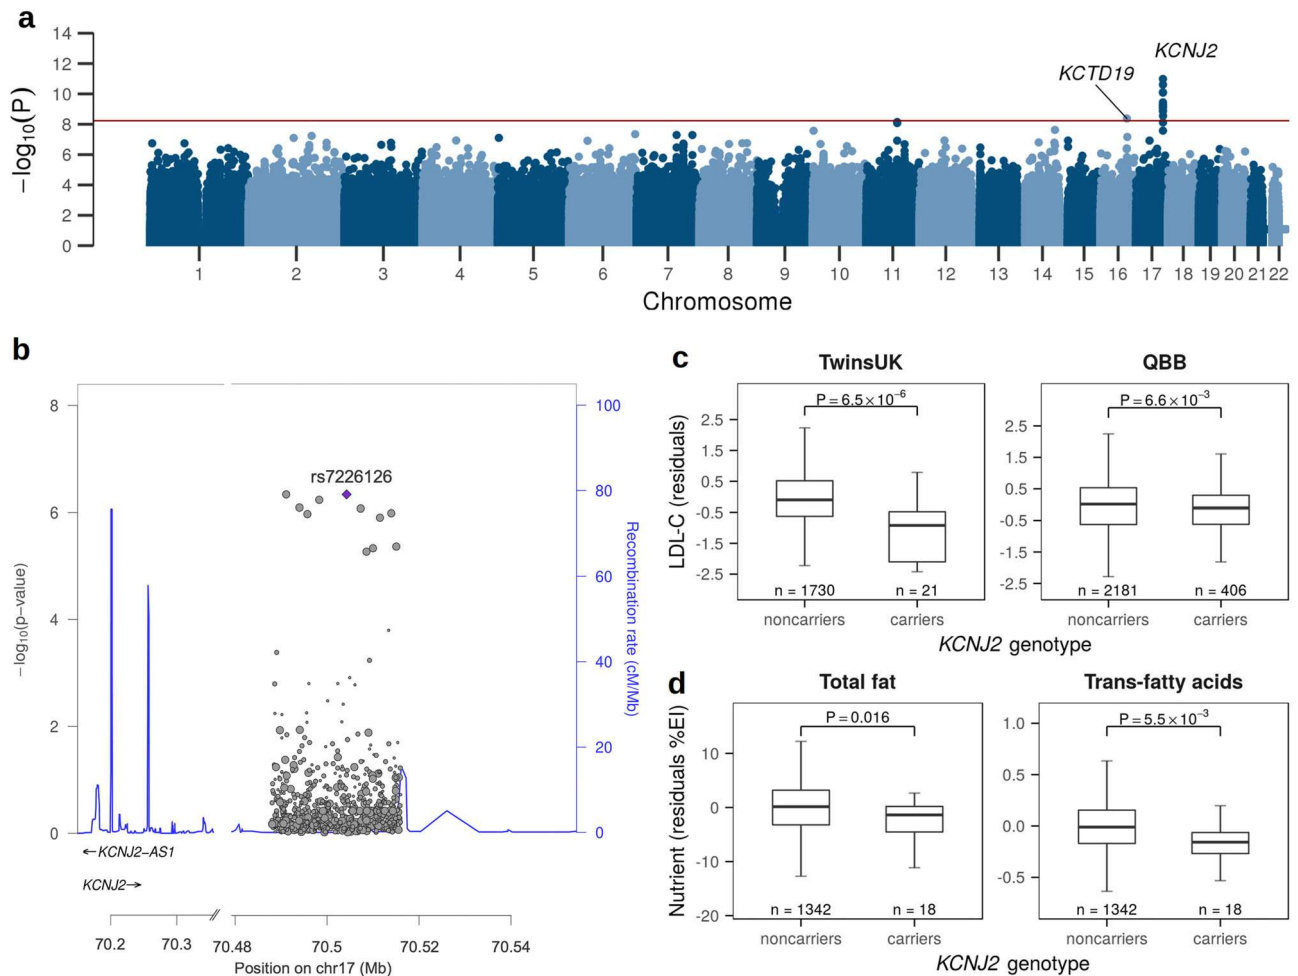 a
14
12
10
8
6
4
2
0
−log10(P)
KCTD19
KCNJ2
1 2 3 4 5 6 7 8 9 10 11 12 13 14 15 16 17 18 19 20 21 22
Chromosome
b
8
6
4
2
0
−log10(p−value)
rs7226126
100
80
60
40
20
0
Recombination rate (cM/Mb)
←KCNJ2−AS1
KCNJ2→
70.2 70.3 70.48 70.5 70.52 70.54
Position on chr17 (Mb)
c
TwinsUK
P = 6.5×10−6
LDL-C (residuals)
2.5
1.5
0.5
-0.5
-1.5
-2.5
n = 1730 n = 21
noncarriers carriers
QBB
P = 6.6×10−3
2.5
1.5
0.5
-0.5
-1.5
-2.5
n = 2181 n = 406
noncarriers carriers
KCNJ2 genotype
d
Total fat
P = 0.016
Nutrient (residuals %EI)
10
0
-10
-20
n = 1342 n = 18
noncarriers carriers
Trans-fatty acids
P = 5.5×10−3
1.0
0.5
0.0
-0.5
n = 1342 n = 18
noncarriers carriers
KCNJ2 genotype